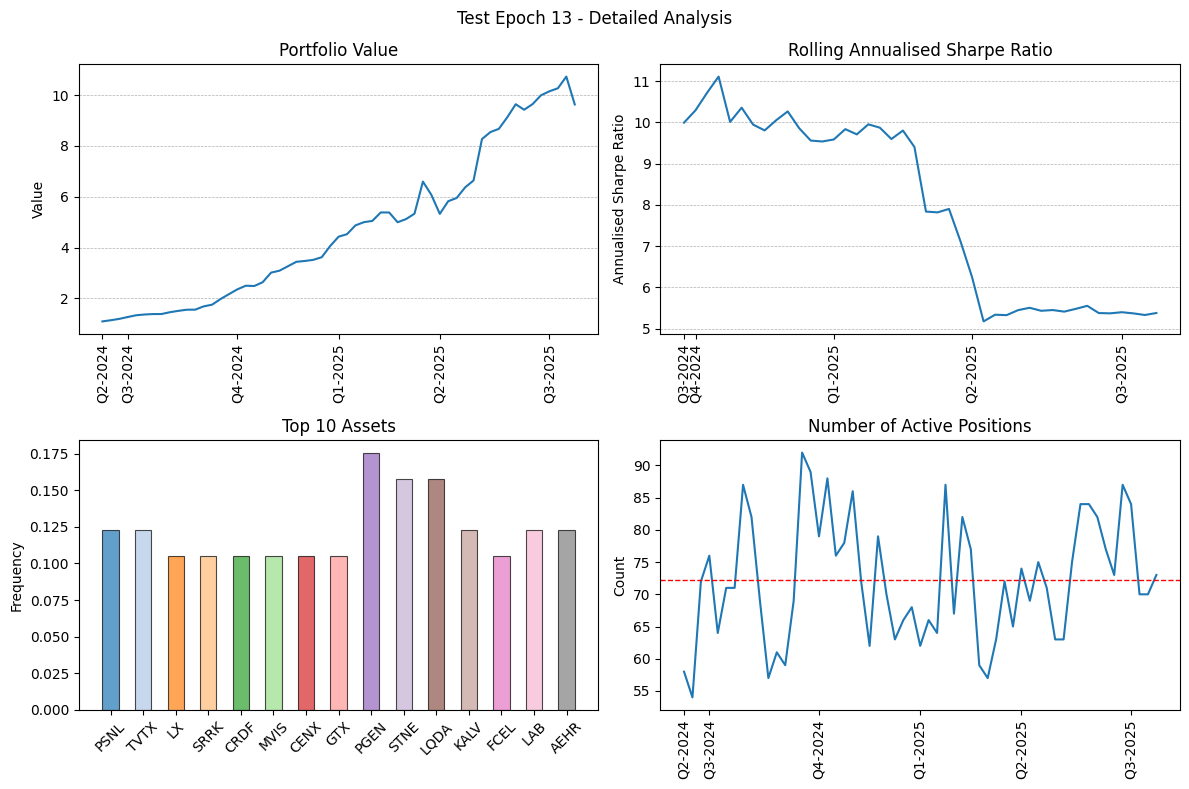 Test Epoch 13 - Detailed Analysis
Portfolio Value
Value
10
8
6
4
2
Q2-2024
Q3-2024
Q4-2024
Q1-2025
Q2-2025
Q3-2025
Rolling Annualised Sharpe Ratio
Annualised Sharpe Ratio
11
10
9
8
7
6
5
Q3-2024
Q4-2024
Q1-2025
Q2-2025
Q3-2025
Top 10 Assets
Frequency
0.175
0.150
0.125
0.100
0.075
0.050
0.025
0.000
PSNL
TVTX
LX
SRRK
CRDF
MVIS
CENX
GTX
PGEN
STNE
LQDA
KALV
FCEL
LAB
AEHR
Number of Active Positions
Count
90
85
80
75
70
65
60
55
Q2-2024
Q3-2024
Q4-2024
Q1-2025
Q2-2025
Q3-2025